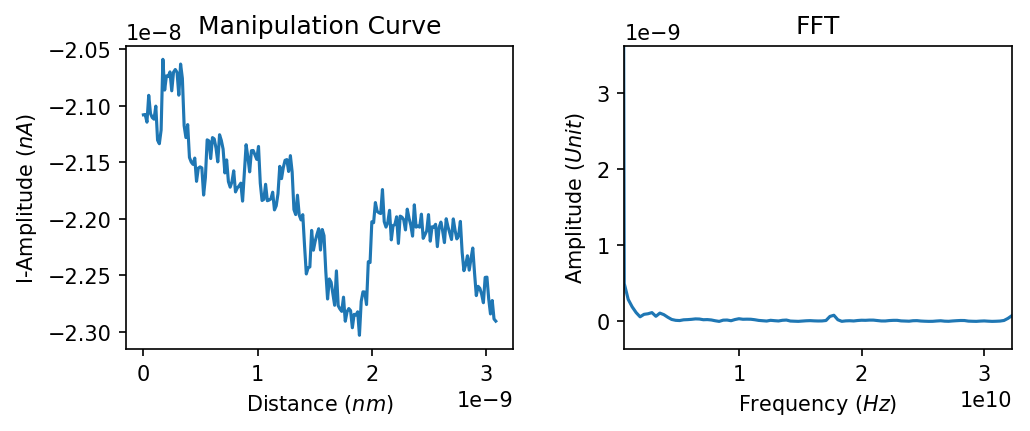 Manipulation Curve
1e−8
−2.05
−2.10
−2.15
−2.20
−2.25
−2.30
I-Amplitude (nA)
0 1 2 3
Distance (nm)
1e−9
FFT
1e−9
3
2
1
0
Amplitude (Unit)
1 2 3
Frequency (Hz)
1e10